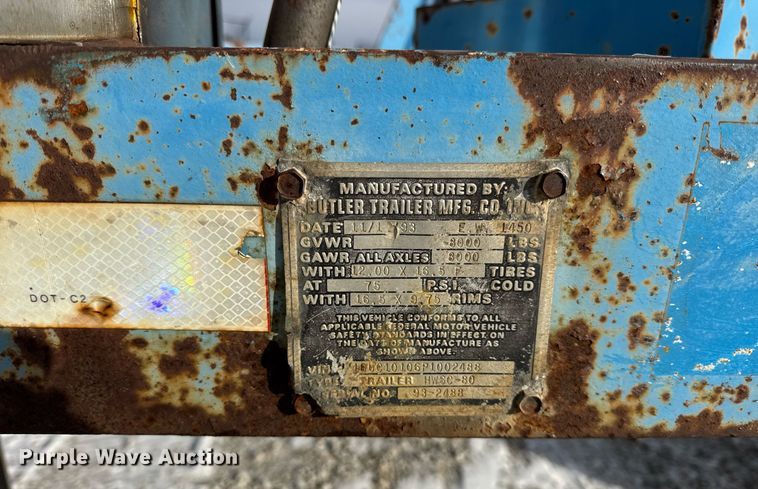 MANUFACTURED BY:
BUTLER TRAILER MFG. CO. INC.
DATE 11/1 /93 E.W. 1450
GVWR 8000 LBS
GAWR ALL AXLES 8000 LBS
WITH 12.00 X 16.5 F TIRES
AT 75 P.S.I. COLD
WITH 16.5 X 9.75 RIMS
THIS VEHICLE CONFORMS TO ALL
APPLICABLE FEDERAL MOTOR VEHICLE
SAFETY STANDARDS IN EFFECT ON
THE DATE OF MANUFACTURE AS
SHOWN ABOVE.
DOT-C2
VIN
TYPE TRAILER HWSC-80
SERIAL NO. 93-2488
Purple Wave Auction